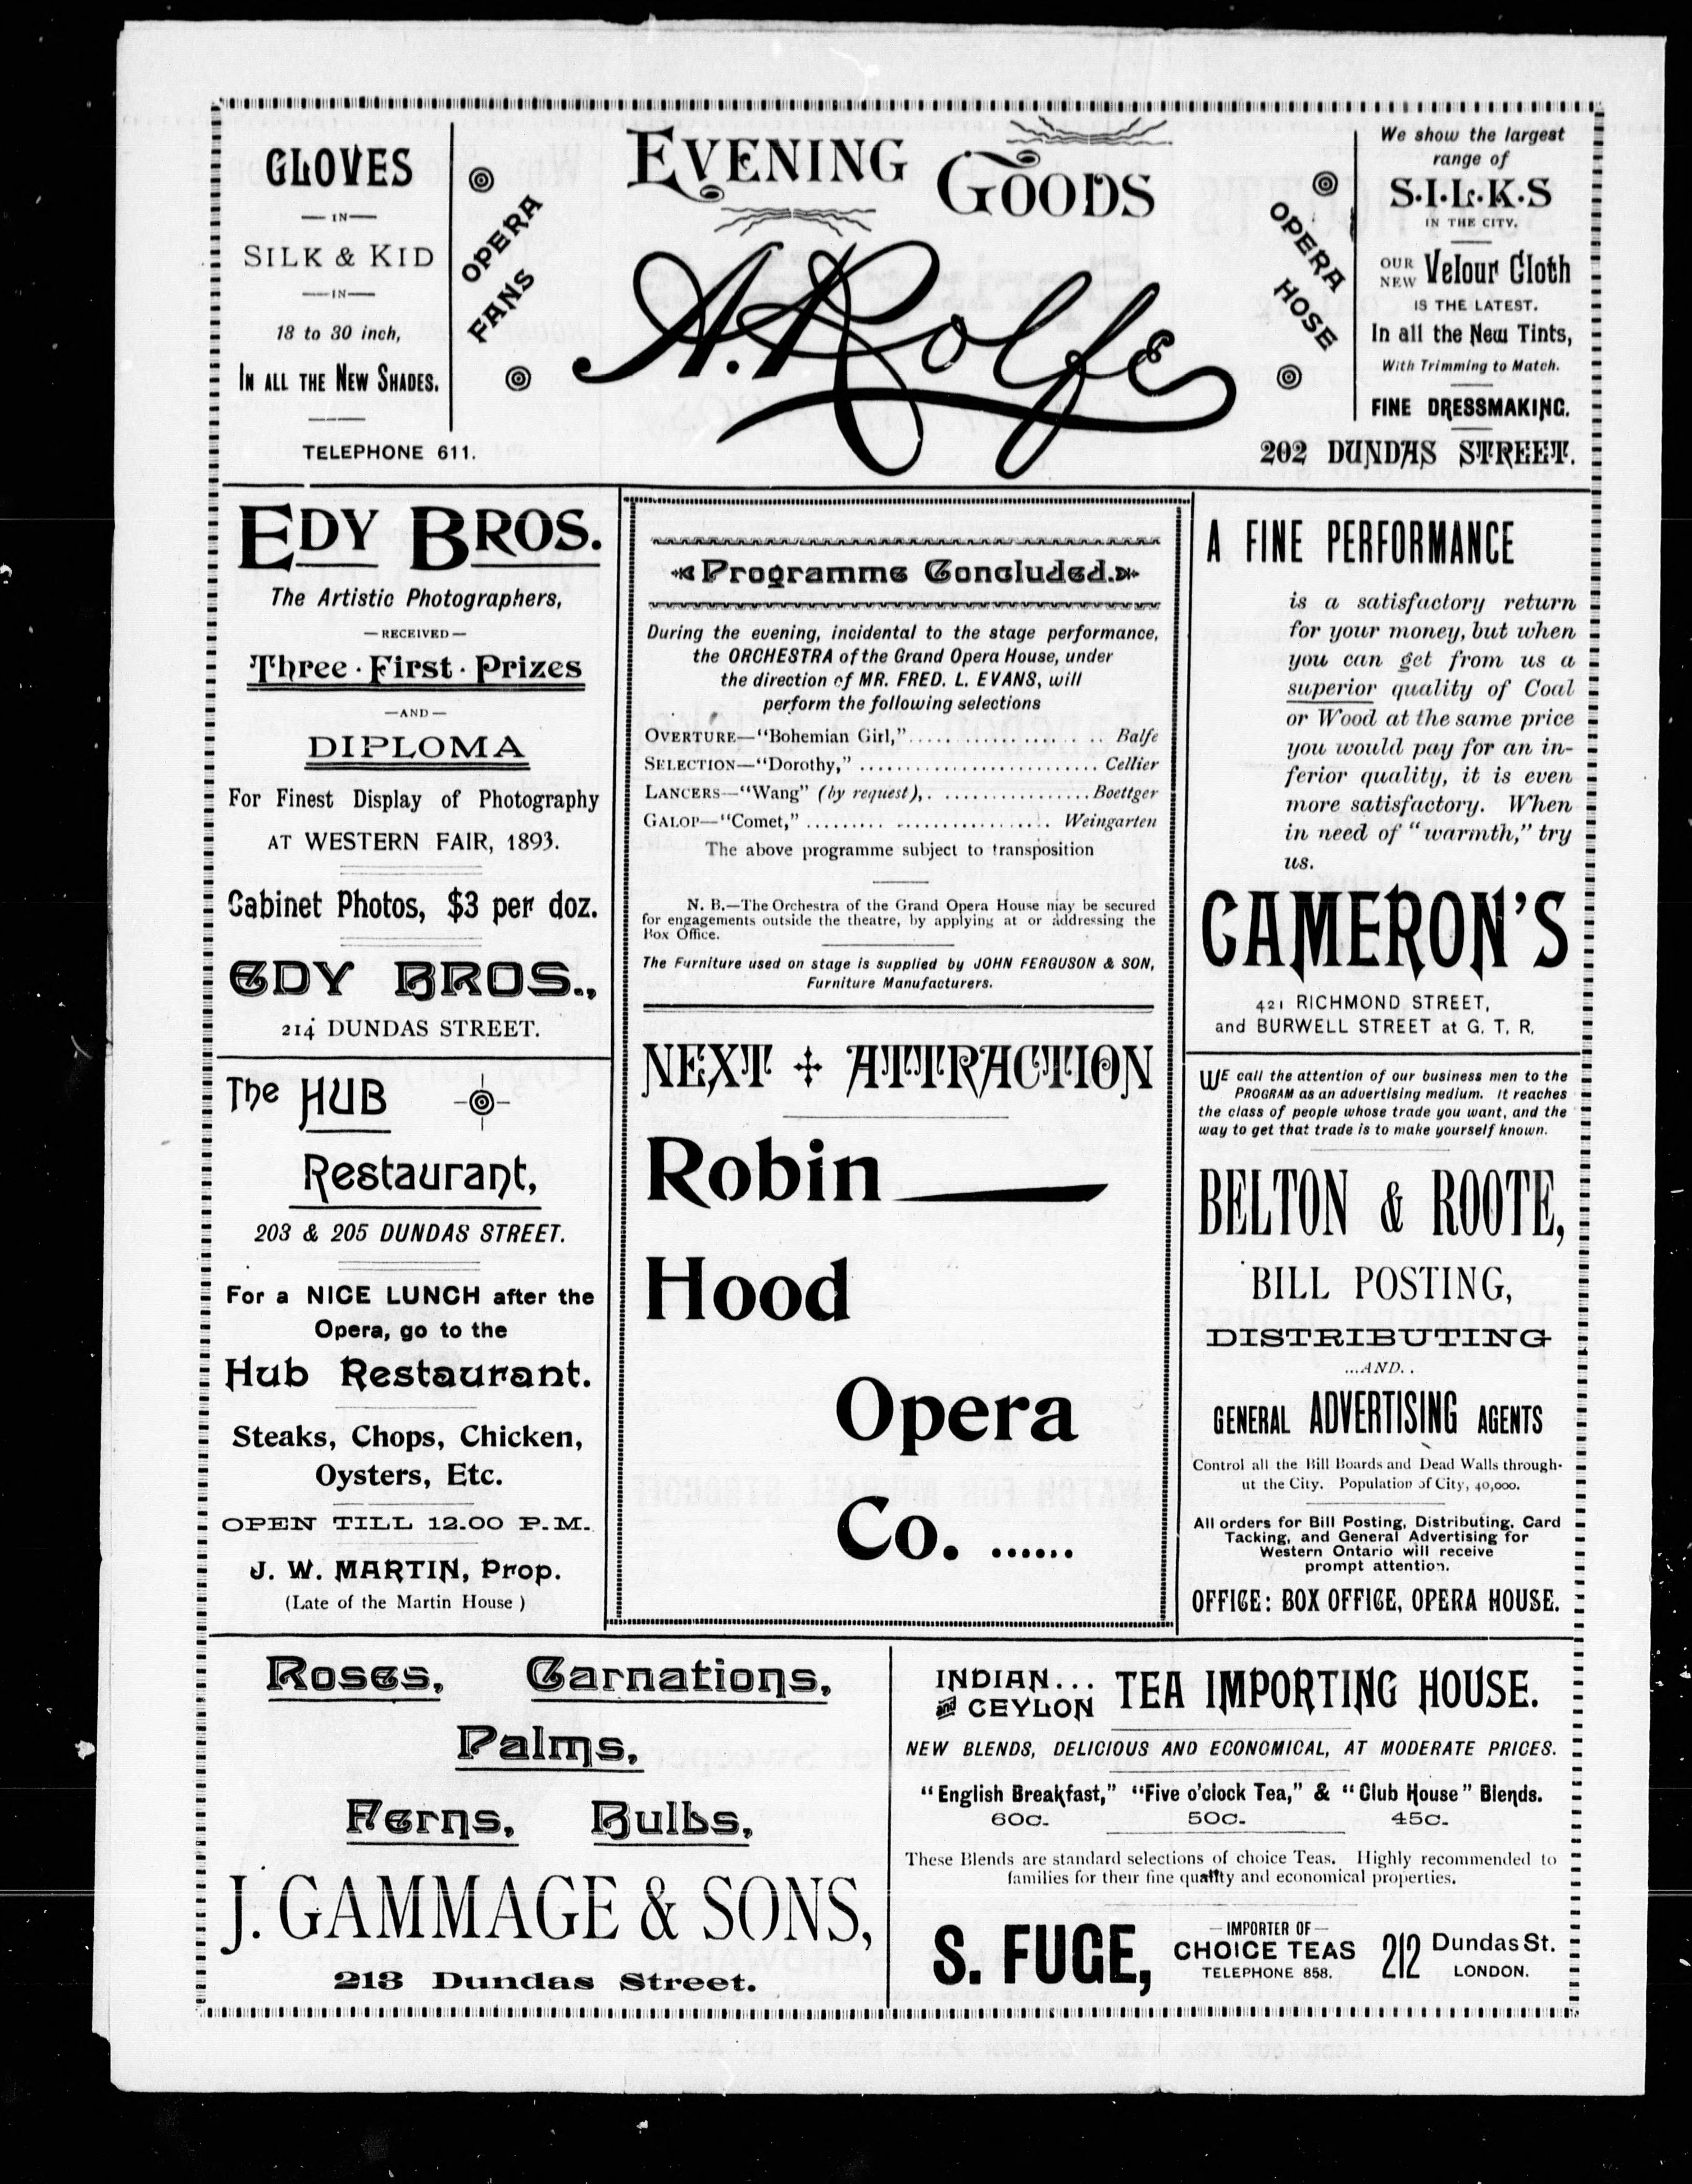 GLOVES
— IN —
SILK & KID
— IN —
18 to 30 inch,
IN ALL THE NEW SHADES.
TELEPHONE 611.
OPERA
FANS
EVENING GOODS
A. Rolfe
OPERA
HOSE
We show the largest
range of
S.I.L.K.S
IN THE CITY.
OUR NEW Velour Cloth
IS THE LATEST.
In all the New Tints,
With Trimming to Match.
FINE DRESSMAKING.
202 DUNDAS STREET.
EDY BROS.
The Artistic Photographers,
— RECEIVED —
Three · First · Prizes
— AND —
DIPLOMA
For Finest Display of Photography
AT WESTERN FAIR, 1893.
Cabinet Photos, $3 per doz.
EDY BROS.,
214 DUNDAS STREET.
The HUB
Restaurant,
203 & 205 DUNDAS STREET.
For a NICE LUNCH after the
Opera, go to the
Hub Restaurant.
Steaks, Chops, Chicken,
Oysters, Etc.
OPEN TILL 12.00 P.M.
J. W. MARTIN, Prop.
(Late of the Martin House )
Programme Concluded.
During the evening, incidental to the stage performance,
the ORCHESTRA of the Grand Opera House, under
the direction of MR. FRED. L. EVANS, will
perform the following selections
OVERTURE—"Bohemian Girl,".................... Balfe
SELECTION—"Dorothy," .......................... Cellier
LANCERS—"Wang" (by request),. .................Boettger
GALOP—"Comet," ......... ................. Weingarten
The above programme subject to transposition
N. B.—The Orchestra of the Grand Opera House may be secured
for engagements outside the theatre, by applying at or addressing the
Box Office.
The Furniture used on stage is supplied by JOHN FERGUSON & SON,
Furniture Manufacturers.
NEXT + ATTRACTION
Robin
Hood
Opera
Co. ......
A FINE PERFORMANCE
is a satisfactory return
for your money, but when
you can get from us a
superior quality of Coal
or Wood at the same price
you would pay for an in-
ferior quality, it is even
more satisfactory. When
in need of "warmth," try
us.
CAMERON'S
421 RICHMOND STREET,
and BURWELL STREET at G. T. R.
WE call the attention of our business men to the
PROGRAM as an advertising medium. It reaches
the class of people whose trade you want, and the
way to get that trade is to make yourself known.
BELTON & ROOTE,
BILL POSTING,
DISTRIBUTING
....AND..
GENERAL ADVERTISING AGENTS
Control all the Bill Boards and Dead Walls through-
ut the City. Population of City, 40,000.
All orders for Bill Posting, Distributing, Card
Tacking, and General Advertising for
Western Ontario will receive
prompt attention.
OFFICE: BOX OFFICE, OPERA HOUSE.
Roses, Carnations,
Palms,
Ferns, Bulbs,
J. GAMMAGE & SONS,
213 Dundas Street.
INDIAN... and CEYLON TEA IMPORTING HOUSE.
NEW BLENDS, DELICIOUS AND ECONOMICAL, AT MODERATE PRICES.
"English Breakfast," "Five o'clock Tea," & "Club House" Blends.
60c. 50c. 45c.
These Blends are standard selections of choice Teas. Highly recommended to
families for their fine quality and economical properties.
S. FUGE,
— IMPORTER OF —
CHOICE TEAS
TELEPHONE 858.
212 Dundas St.
LONDON.